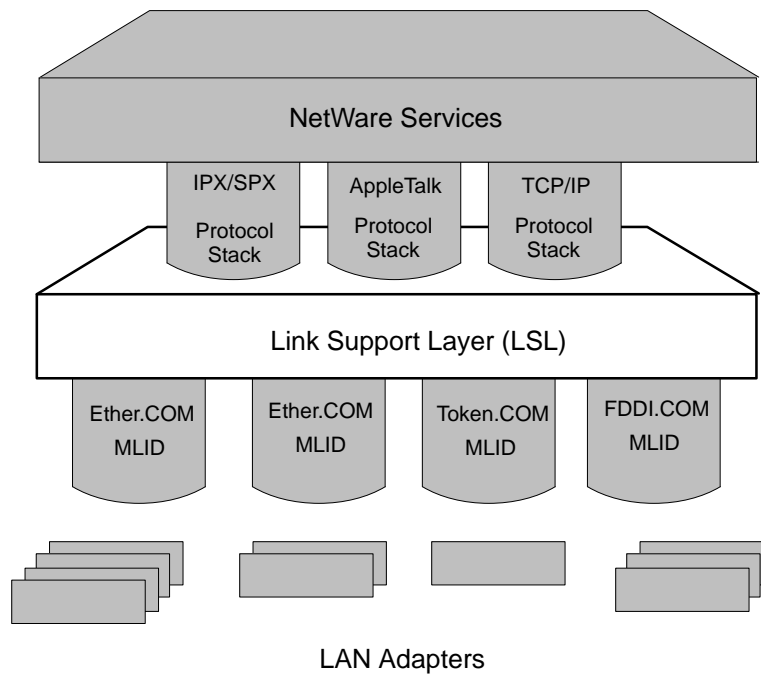 NetWare Services
IPX/SPX
Protocol
Stack
AppleTalk
Protocol
Stack
TCP/IP
Protocol
Stack
Link Support Layer (LSL)
Ether.COM
MLID
Ether.COM
MLID
Token.COM
MLID
FDDI.COM
MLID
LAN Adapters